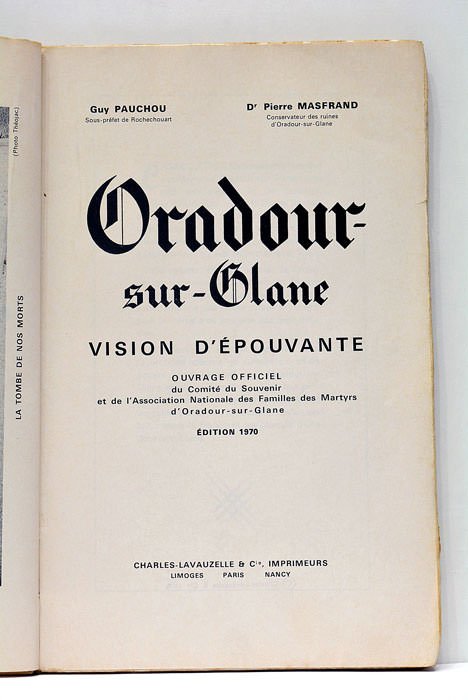 (Photo Théojac)
LA TOMBE DE NOS MORTS
Guy PAUCHOU
Sous-préfet de Rochechouart
Dr Pierre MASFRAND
Conservateur des ruines
d'Oradour-sur-Glane
Oradour-
sur-Glane
VISION D'ÉPOUVANTE
OUVRAGE OFFICIEL
du Comité du Souvenir
et de l'Association Nationale des Familles des Martyrs
d'Oradour-sur-Glane
ÉDITION 1970
CHARLES-LAVAUZELLE & Cie, IMPRIMEURS
LIMOGES PARIS NANCY